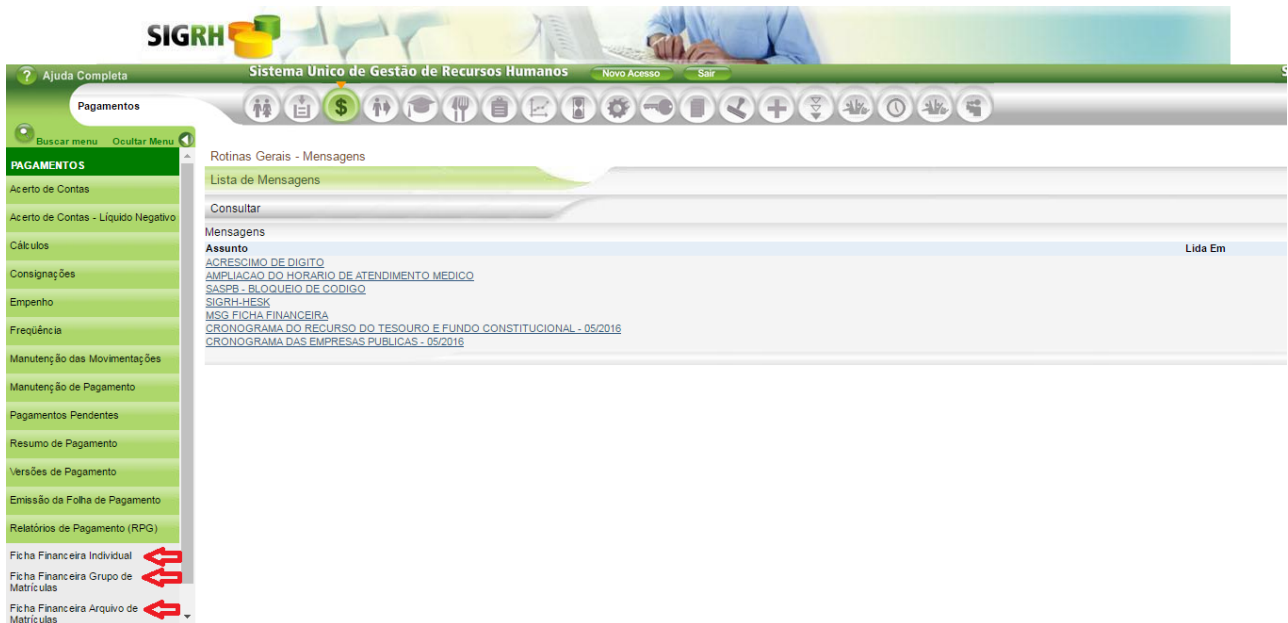 SIGRH
? Ajuda Completa
Sistema Unico de Gestão de Recursos Humanos
Novo Acesso
Sair
S
Pagamentos
$
Buscar menu
Ocultar Menu
PAGAMENTOS
Acerto de Contas
Acerto de Contas - Líquido Negativo
Cálculos
Consignações
Empenho
Freqüência
Manutenção das Movimentações
Manutenção de Pagamento
Pagamentos Pendentes
Resumo de Pagamento
Versões de Pagamento
Emissão da Folha de Pagamento
Relatórios de Pagamento (RPG)
Ficha Financeira Individual
Ficha Financeira Grupo de
Matrículas
Ficha Financeira Arquivo de
Matrículas
Rotinas Gerais - Mensagens
Lista de Mensagens
Consultar
Mensagens
Assunto
Lida Em
ACRESCIMO DE DIGITO
AMPLIACAO DO HORARIO DE ATENDIMENTO MEDICO
SASPB - BLOQUEIO DE CODIGO
SIGRH-HESK
MSG FICHA FINANCEIRA
CRONOGRAMA DO RECURSO DO TESOURO E FUNDO CONSTITUCIONAL - 05/2016
CRONOGRAMA DAS EMPRESAS PUBLICAS - 05/2016